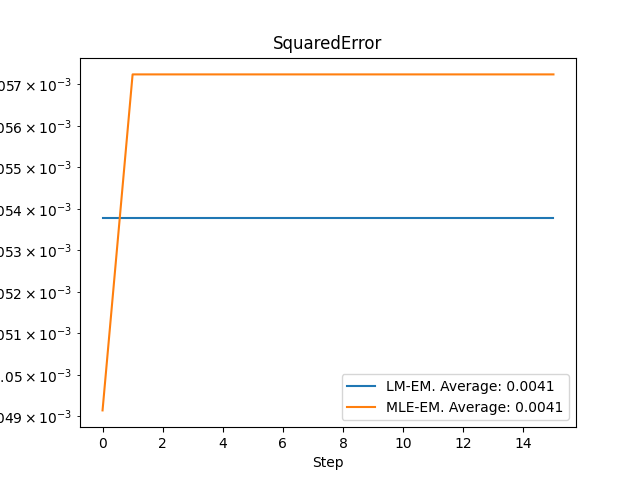 SquaredError
057 × 10⁻³
056 × 10⁻³
055 × 10⁻³
054 × 10⁻³
053 × 10⁻³
052 × 10⁻³
051 × 10⁻³
.05 × 10⁻³
049 × 10⁻³
LM-EM. Average: 0.0041
MLE-EM. Average: 0.0041
0 2 4 6 8 10 12 14
Step